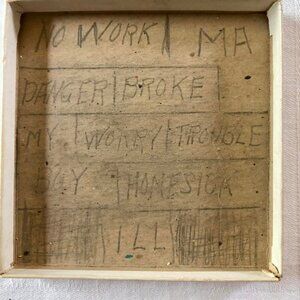 NO WORK MA
DANGER BROKE
MY WORRY TROUBLE
BOY HOMESICK
ILL